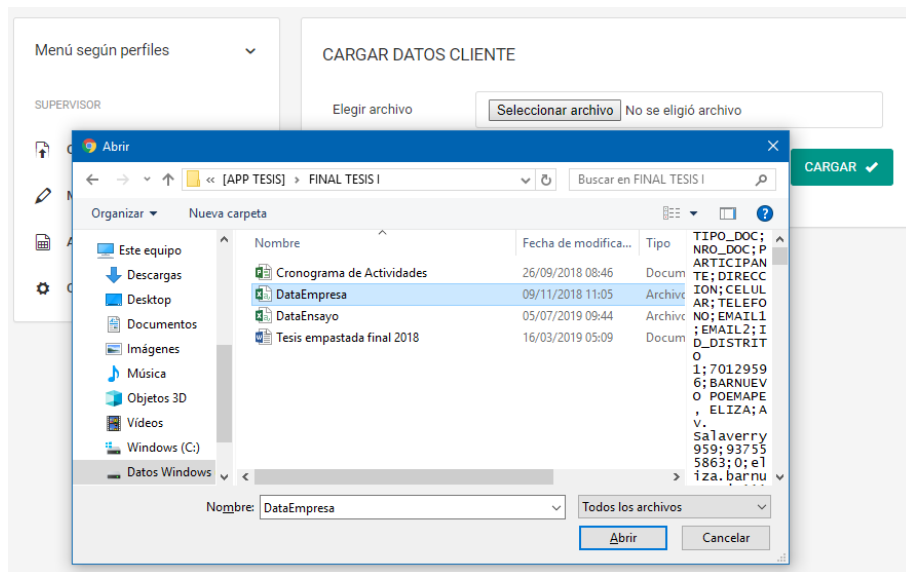 Menú según perfiles
CARGAR DATOS CLIENTE
SUPERVISOR
Elegir archivo
Seleccionar archivo No se eligió archivo
CARGAR
Abrir
« [APP TESIS] › FINAL TESIS I
Buscar en FINAL TESIS I
Organizar
Nueva carpeta
Este equipo
Descargas
Desktop
Documentos
Imágenes
Música
Objetos 3D
Vídeos
Windows (C:)
Datos Windows
Nombre Fecha de modifica... Tipo
Cronograma de Actividades 26/09/2018 08:46 Docum
DataEmpresa 09/11/2018 11:05 Archivo
DataEnsayo 05/07/2019 09:44 Archivo
Tesis empastada final 2018 16/03/2019 05:09 Docum
TIPO_DOC;
NRO_DOC;P
ARTICIPAN
TE;DIRECC
ION;CELUL
AR;TELEFO
NO;EMAIL1
;EMAIL2;I
D_DISTRIT
O
1;7012959
6;BARNUEV
O POEMAPE
, ELIZA;A
v.
Salaverry
959;93755
5863;0;el
iza.barnu
Nombre: DataEmpresa
Todos los archivos
Abrir
Cancelar